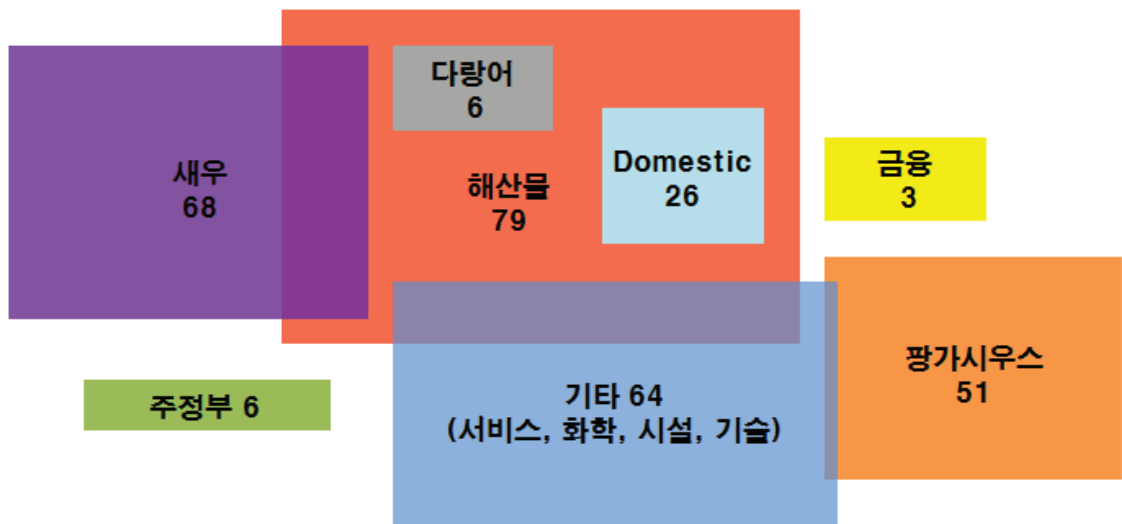 다랑어
6
새우
68
해산물
79
Domestic
26
금융
3
팡가시우스
51
주정부 6
기타 64
(서비스, 화학, 시설, 기술)